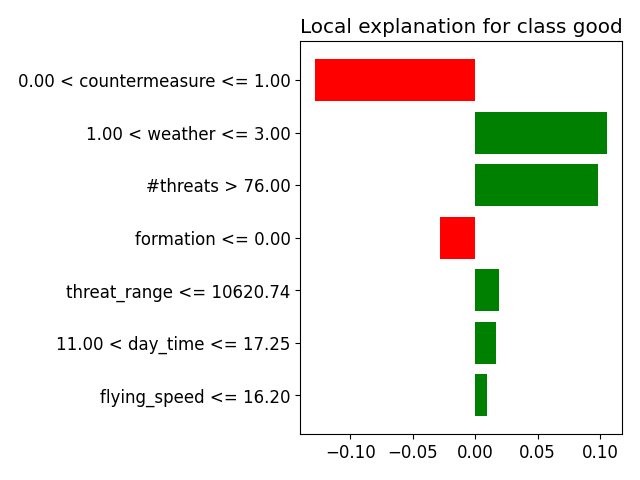 Local explanation for class good
0.00 < countermeasure <= 1.00
1.00 < weather <= 3.00
#threats > 76.00
formation <= 0.00
threat_range <= 10620.74
11.00 < day_time <= 17.25
flying_speed <= 16.20
−0.10 −0.05 0.00 0.05 0.10